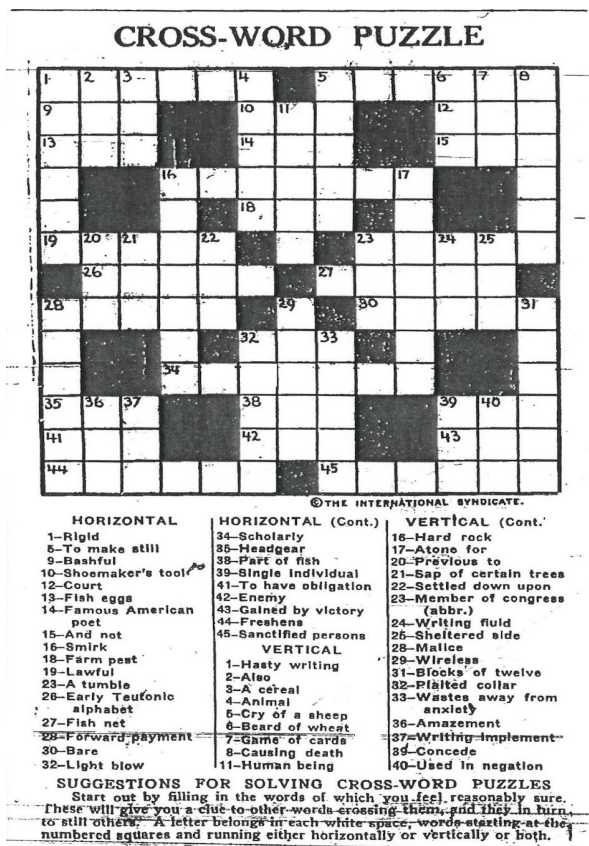 CROSS-WORD PUZZLE
1 2 3 4 5 6 7 8
9 10 11 12
13 14 15
16 17
18
19 20 21 22 23 24 25
26 27
28 29 30 31
32 33
34
35 36 37 38 39 40
41 42 43
44 45
©THE INTERNATIONAL SYNDICATE.
HORIZONTAL
1—Rigid
5—To make still
9—Bashful
10—Shoemaker's tool
12—Court
13—Fish eggs
14—Famous American
poet
15—And not
16—Smirk
18—Farm pest
19—Lawful
23—A tumble
26—Early Teutonic
alphabet
27—Fish net
28—Forward payment
30—Bare
32—Light blow
HORIZONTAL (Cont.)
34—Scholarly
35—Headgear
38—Part of fish
39—Single individual
41—To have obligation
42—Enemy
43—Gained by victory
44—Freshens
45—Sanctified persons
VERTICAL
1—Hasty writing
2—Also
3—A cereal
4—Animal
5—Cry of a sheep
6—Beard of wheat
7—Game of cards
8—Causing death
11—Human being
VERTICAL (Cont.
16—Hard rock
17—Atone for
20—Previous to
21—Sap of certain trees
22—Settled down upon
23—Member of congress
(abbr.)
24—Writing fluid
25—Sheltered side
28—Malice
29—Wireless
31—Blocks of twelve
32—Plaited collar
33—Wastes away from
anxiety
36—Amazement
37—Writing implement
39—Concede
40—Used in negation
SUGGESTIONS FOR SOLVING CROSS-WORD PUZZLES
Start out by filling in the words of which you feel reasonably sure.
These will give you a clue to other words crossing them, and they in turn
to still others. A letter belongs in each white space, words starting at the
numbered squares and running either horizontally or vertically or both. 1